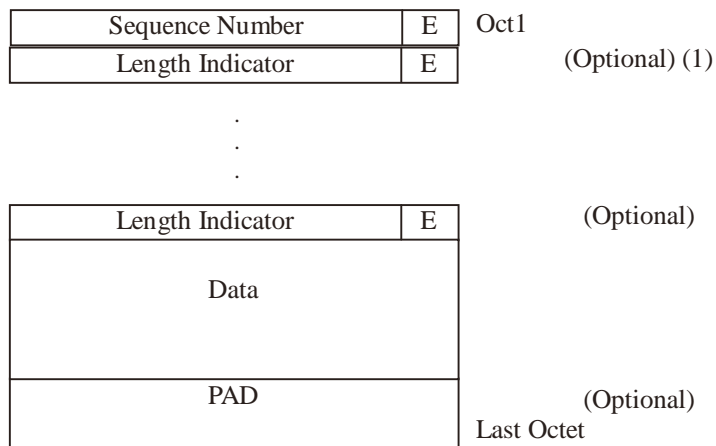 Sequence Number E Oct1
Length Indicator E (Optional) (1)
.
.
.
Length Indicator E (Optional)
Data
PAD (Optional)
Last Octet